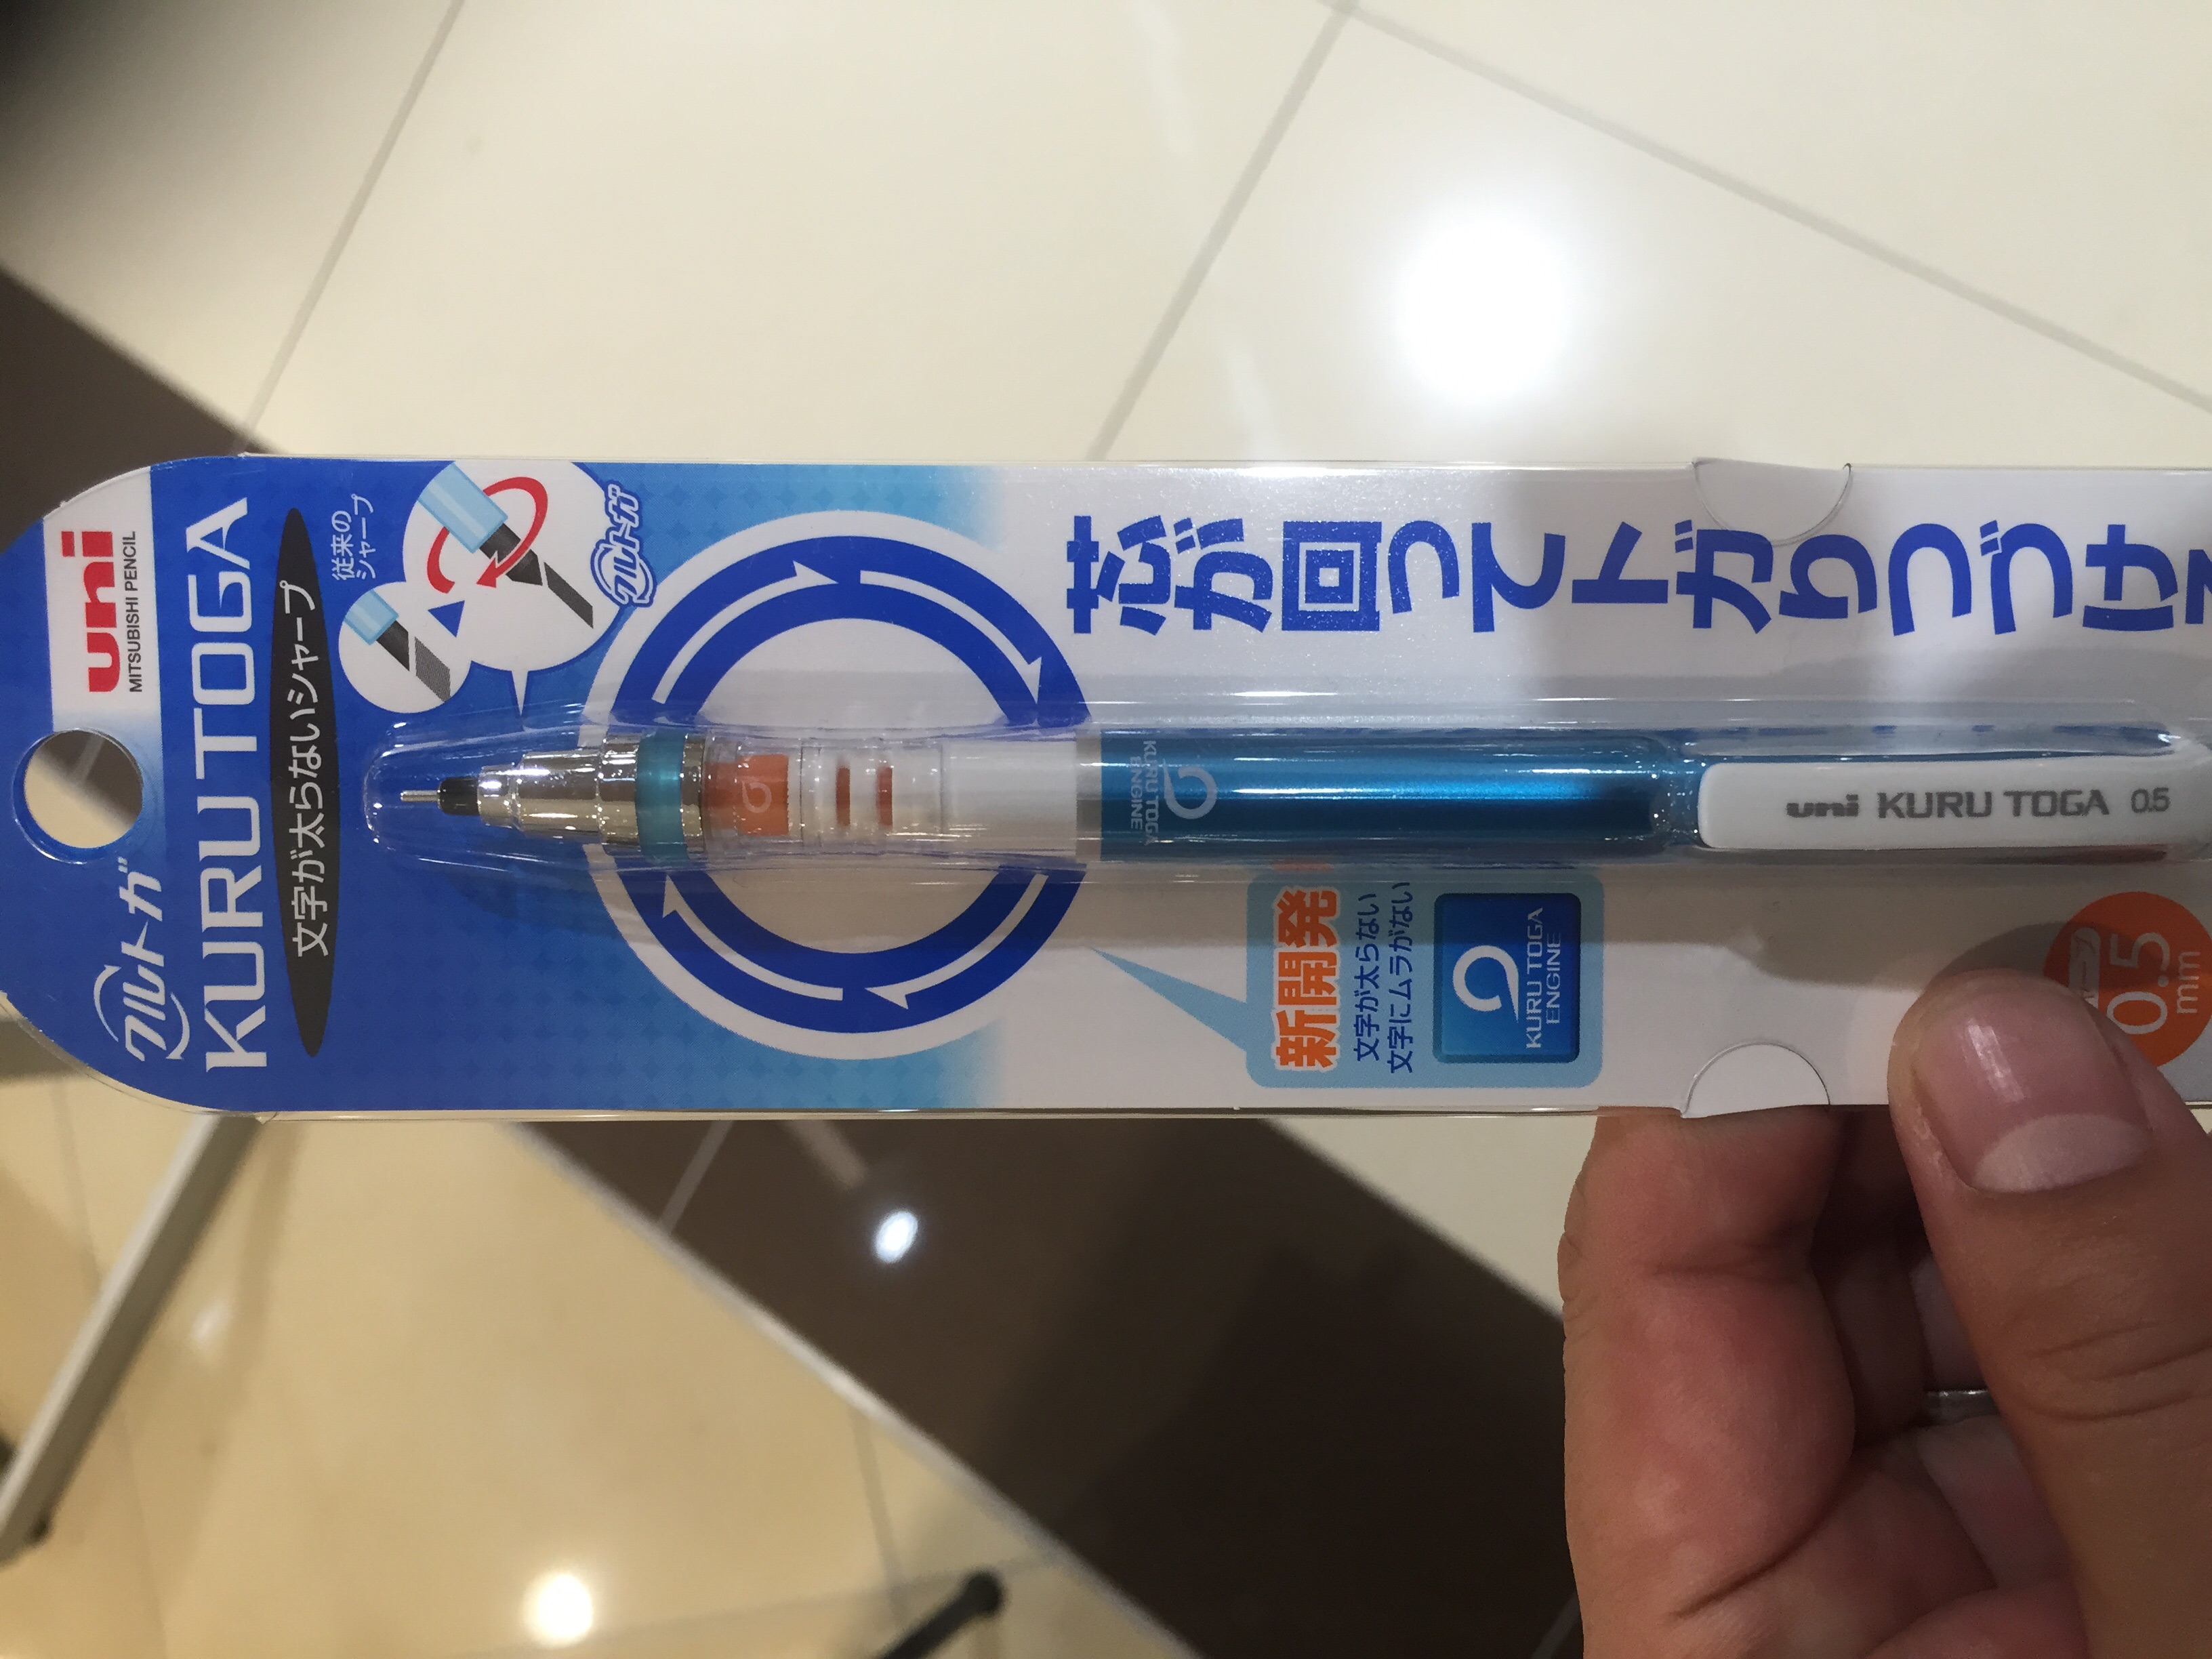 uni
MITSUBISHI PENCIL
クルトガ
KURU TOGA
文字が太らないシャープ
従来の
シャープ
クルトガ
芯が回ってトガりつづけ
KURU TOGA
ENGINE
uni KURU TOGA 0.5
新開発
文字が太らない
文字にムラがない
KURU TOGA
ENGINE
0.5
mm